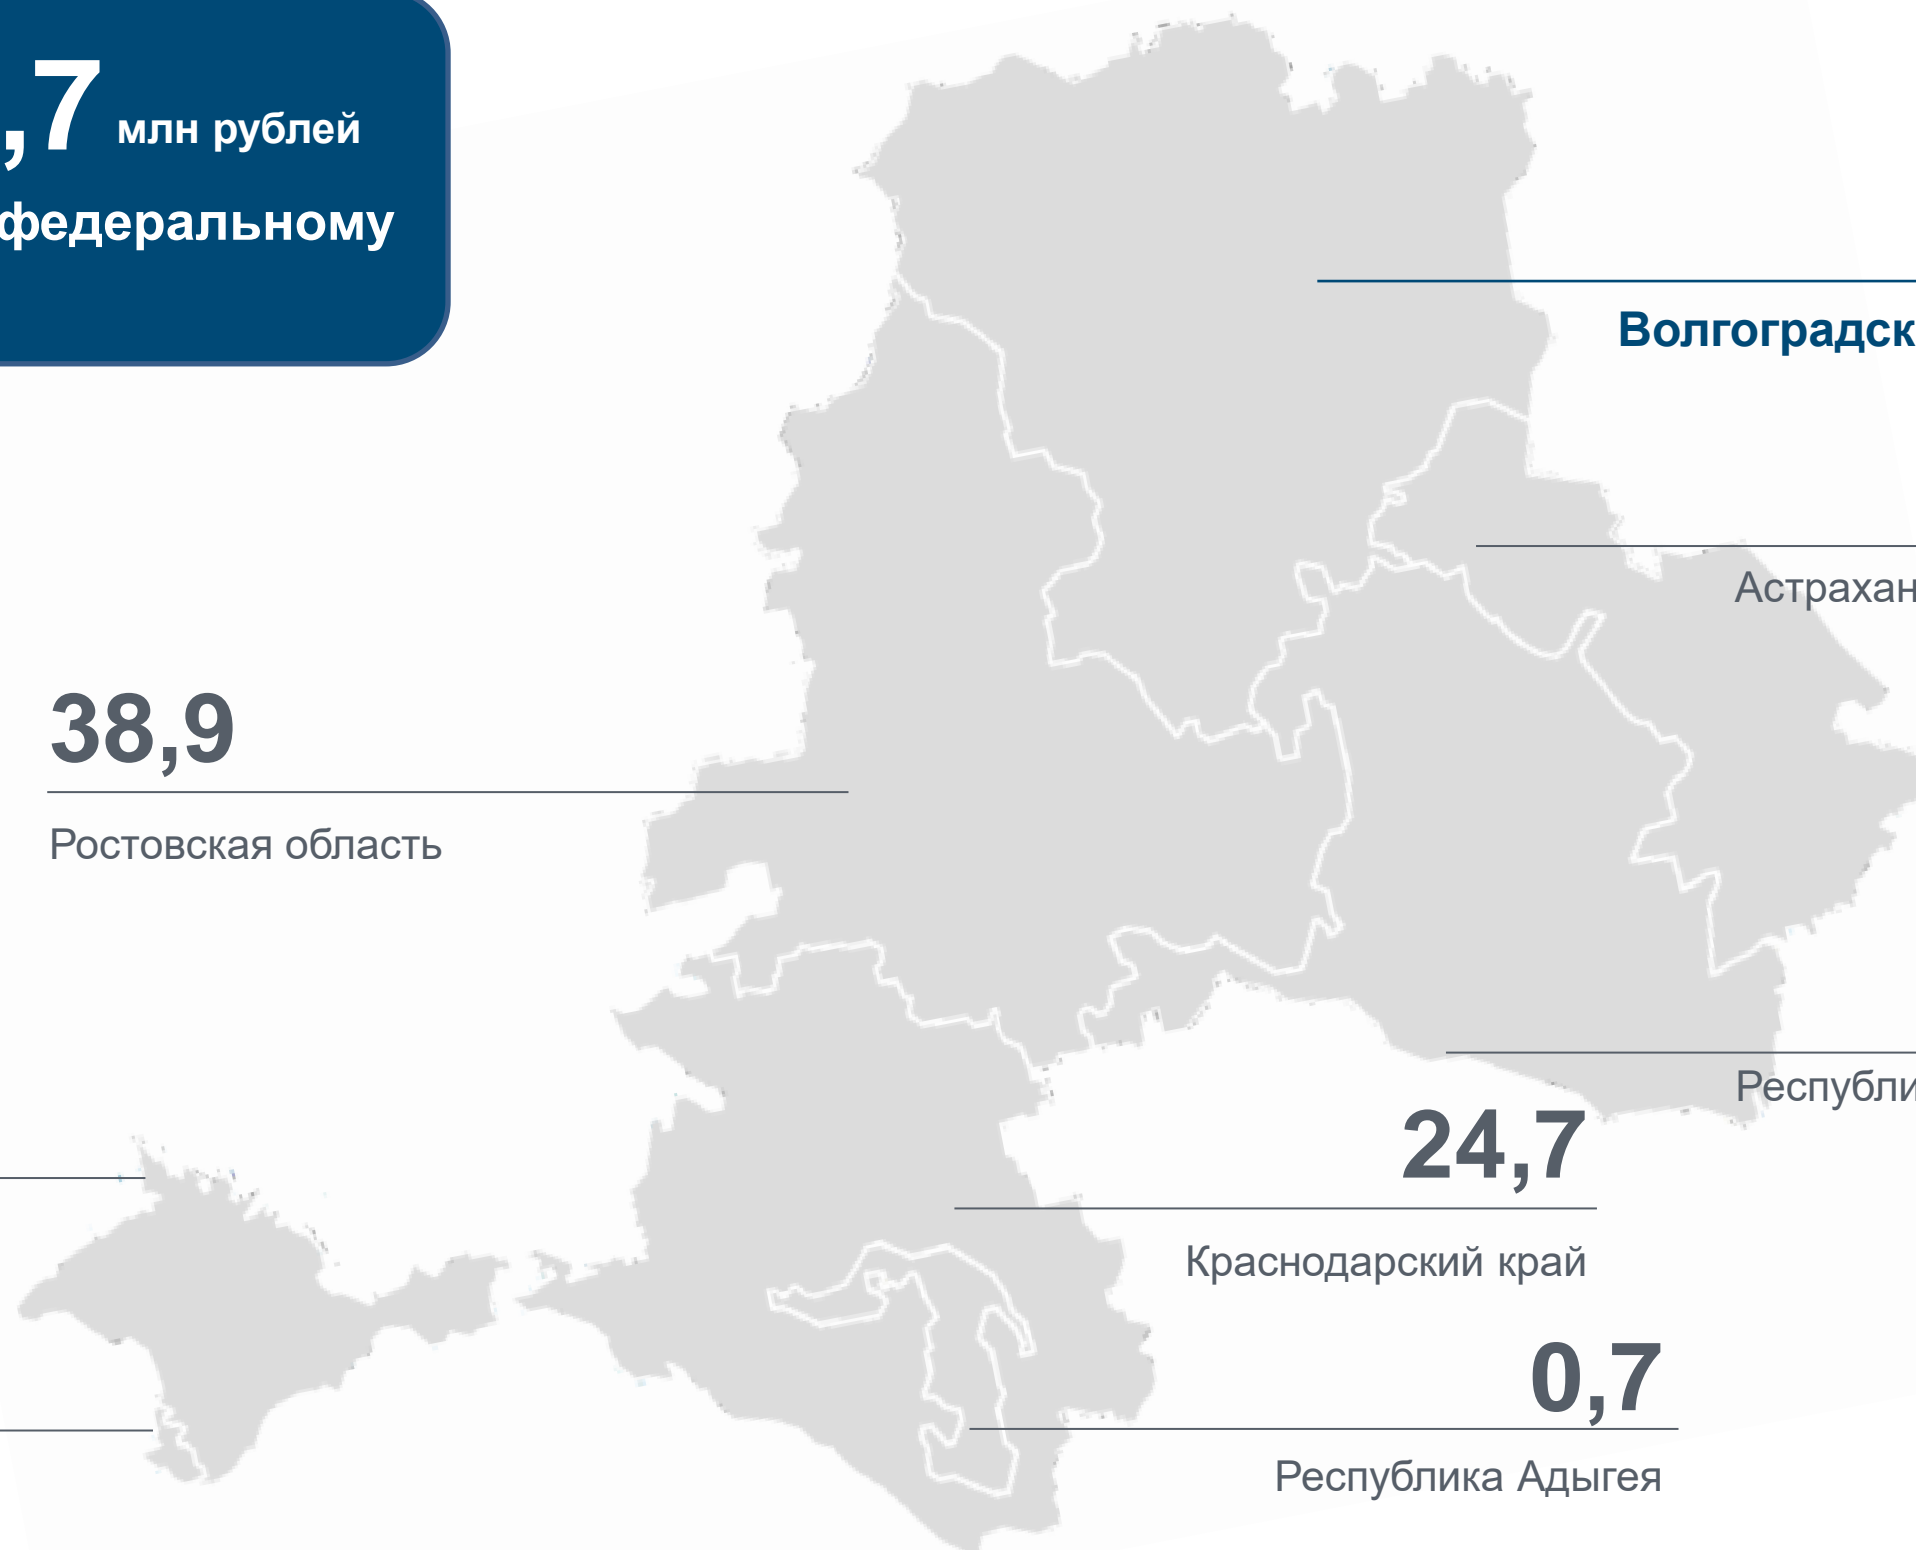 ,7 млн рублей
федеральному
Волгоградск
Астрахан
38,9
Ростовская область
Республи
24,7
Краснодарский край
0,7
Республика Адыгея